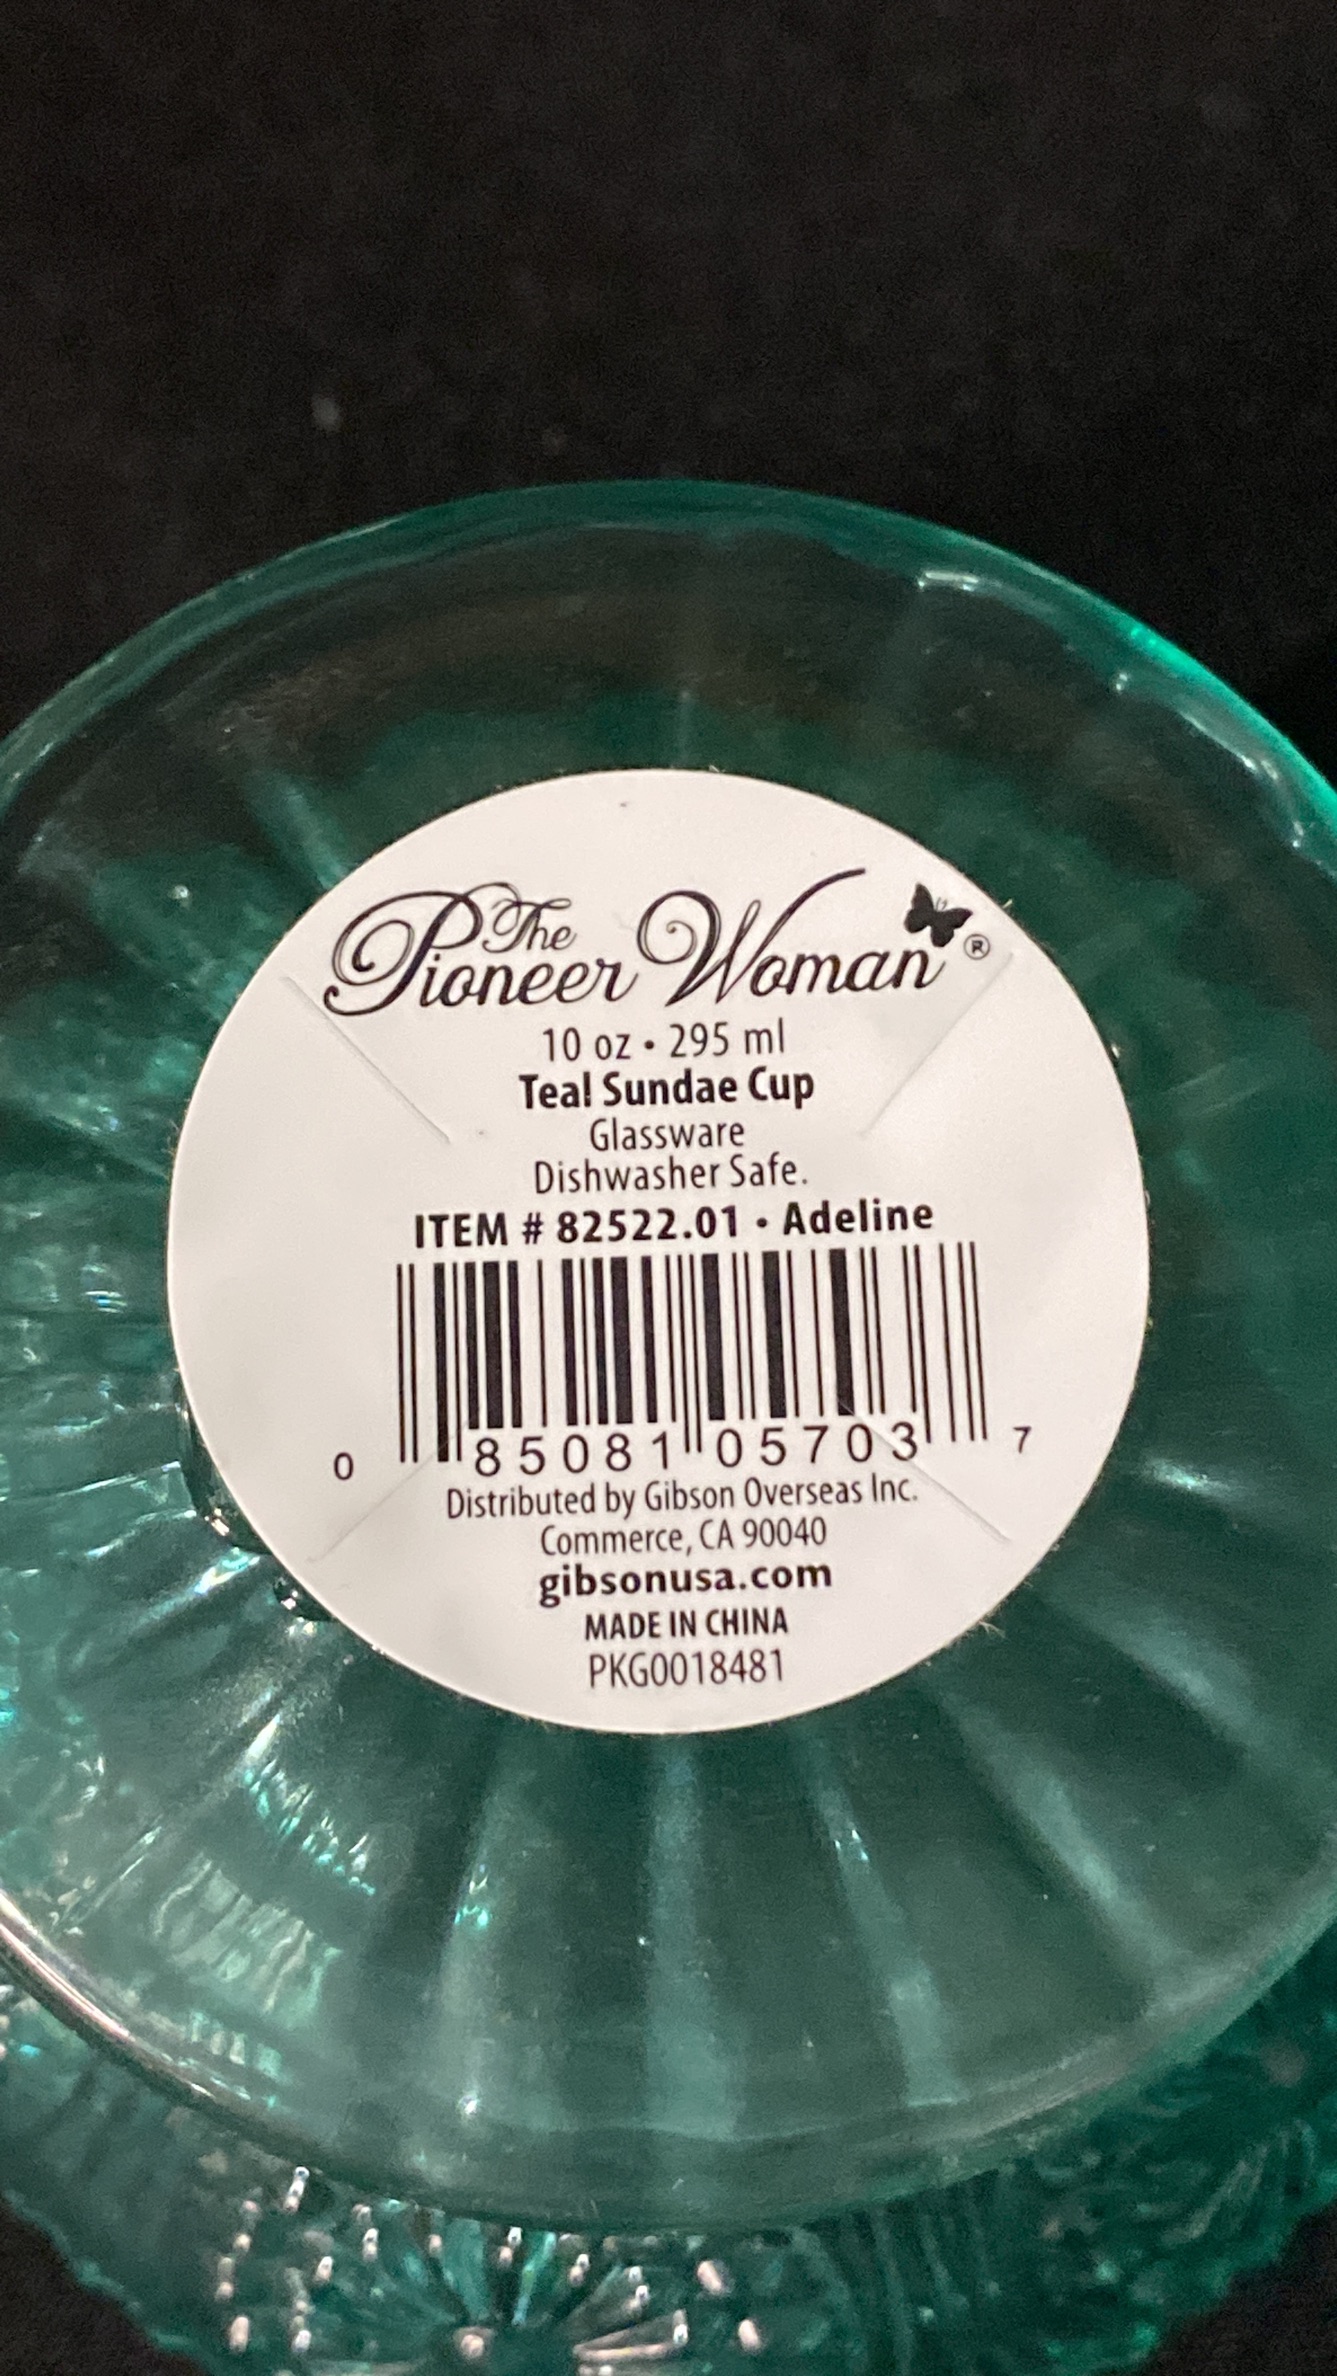 The
Pioneer Woman®
10 oz • 295 ml
Teal Sundae Cup
Glassware
Dishwasher Safe.
ITEM # 82522.01 • Adeline
0 85081 05703 7
Distributed by Gibson Overseas Inc.
Commerce, CA 90040
gibsonusa.com
MADE IN CHINA
PKG0018481